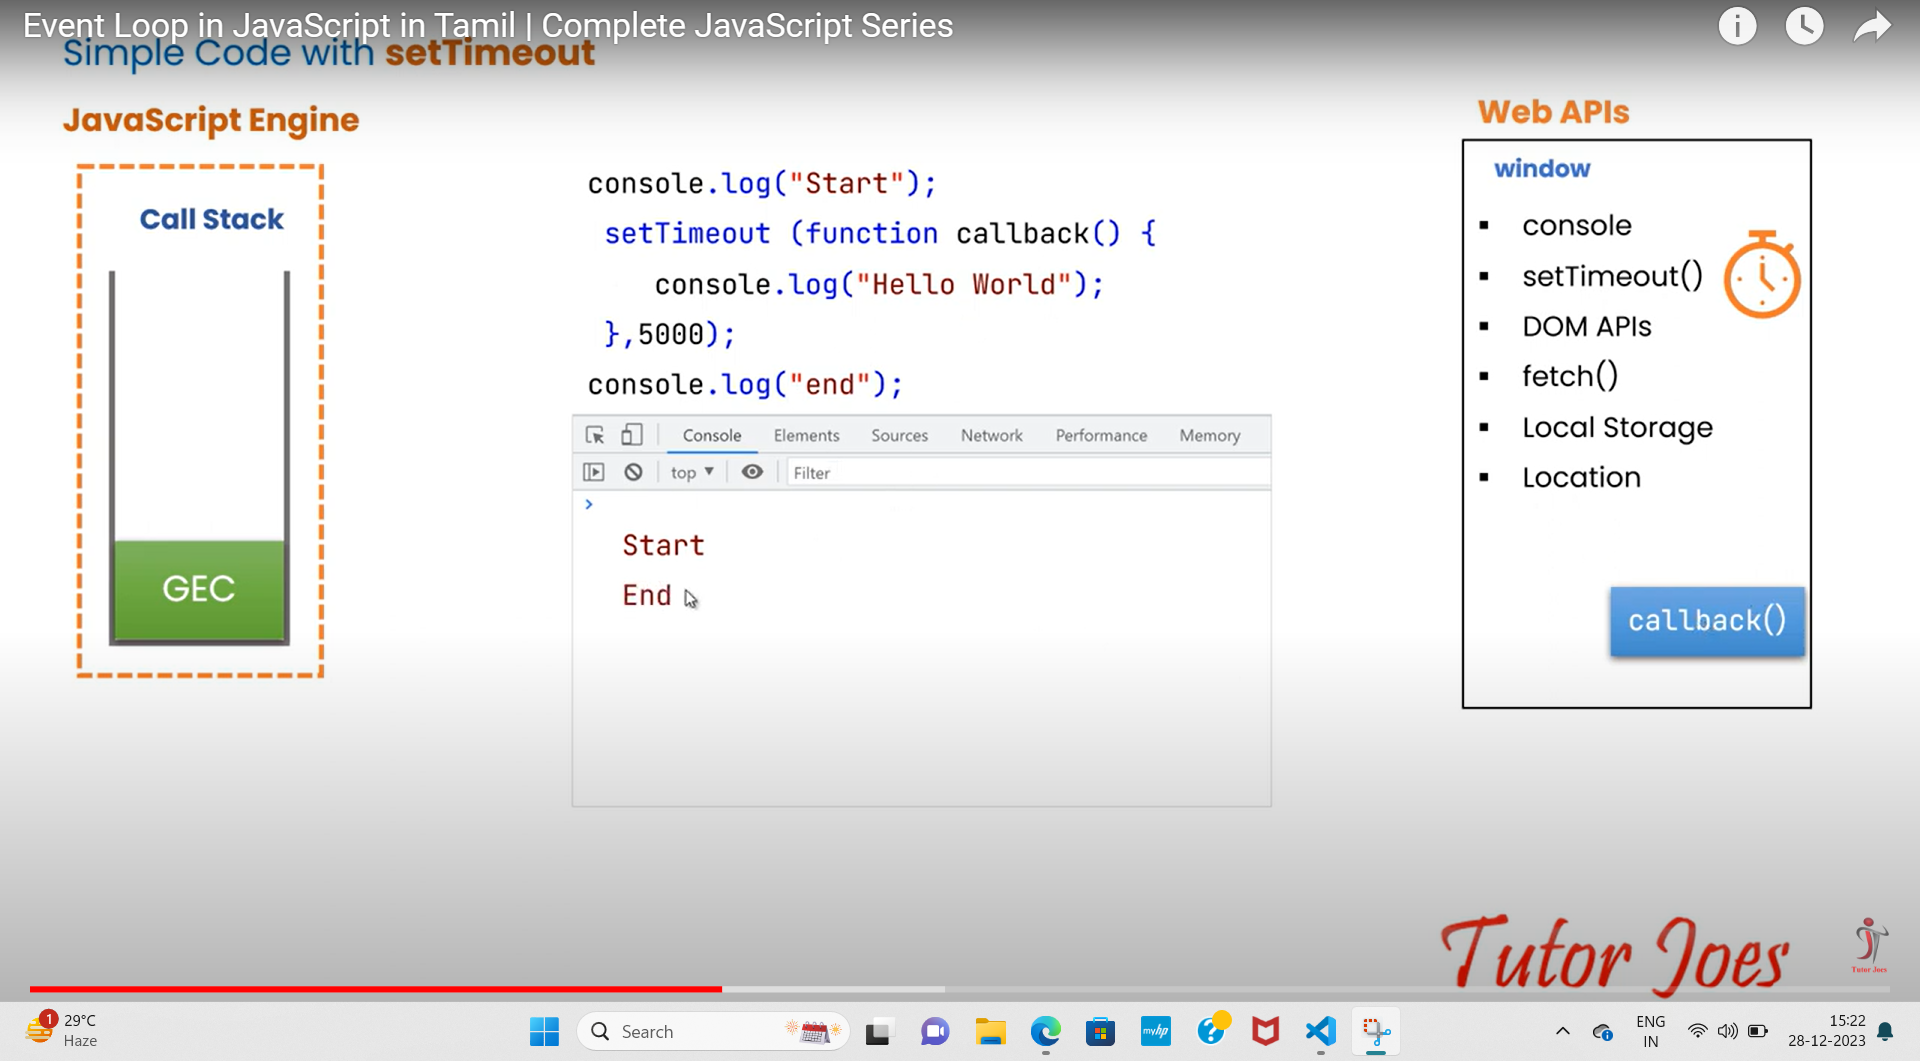 Event Loop in JavaScript in Tamil | Complete JavaScript Series
Simple Code with setTimeout
JavaScript Engine
Call Stack
GEC
console.log("Start");
setTimeout (function callback() {
console.log("Hello World");
},5000);
console.log("end");
Console Elements Sources Network Performance Memory
top Filter
Start
End
Web APIs
window
console
setTimeout()
DOM APIs
fetch()
Local Storage
Location
callback()
Tutor Joes
Tutor Joes
1
29°C
Haze
Search
myhp
ENG
IN
15:22
28-12-2023